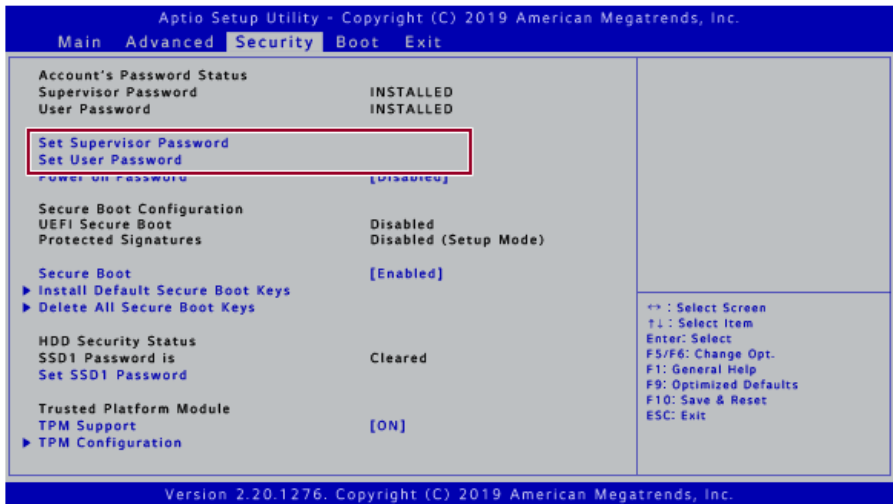 Aptio Setup Utility - Copyright (C) 2019 American Megatrends, Inc.
Main Advanced Security Boot Exit
Account's Password Status
Supervisor Password INSTALLED
User Password INSTALLED
Set Supervisor Password
Set User Password
Power on Password [Disabled]
Secure Boot Configuration
UEFI Secure Boot Disabled
Protected Signatures Disabled (Setup Mode)
Secure Boot [Enabled]
▶ Install Default Secure Boot Keys
▶ Delete All Secure Boot Keys
HDD Security Status
SSD1 Password is Cleared
Set SSD1 Password
Trusted Platform Module
TPM Support [ON]
▶ TPM Configuration
↔ : Select Screen
↑↓ : Select Item
Enter: Select
F5/F6: Change Opt.
F1: General Help
F9: Optimized Defaults
F10: Save & Reset
ESC: Exit
Version 2.20.1276. Copyright (C) 2019 American Megatrends, Inc.